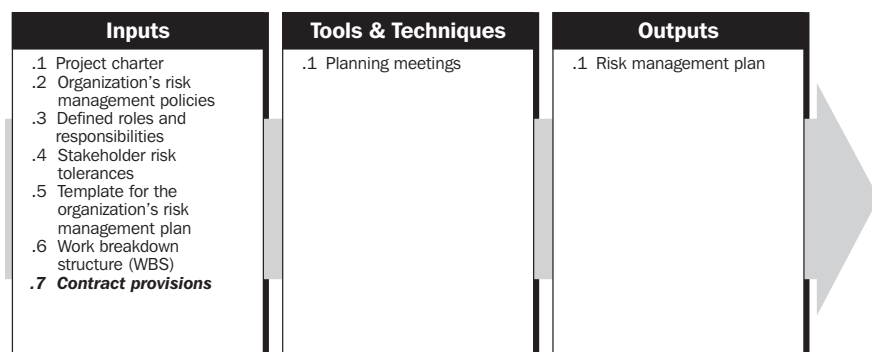 Inputs
.1 Project charter
.2 Organization's risk
management policies
.3 Defined roles and
responsibilities
.4 Stakeholder risk
tolerances
.5 Template for the
organization's risk
management plan
.6 Work breakdown
structure (WBS)
.7 Contract provisions
Tools & Techniques
.1 Planning meetings
Outputs
.1 Risk management plan